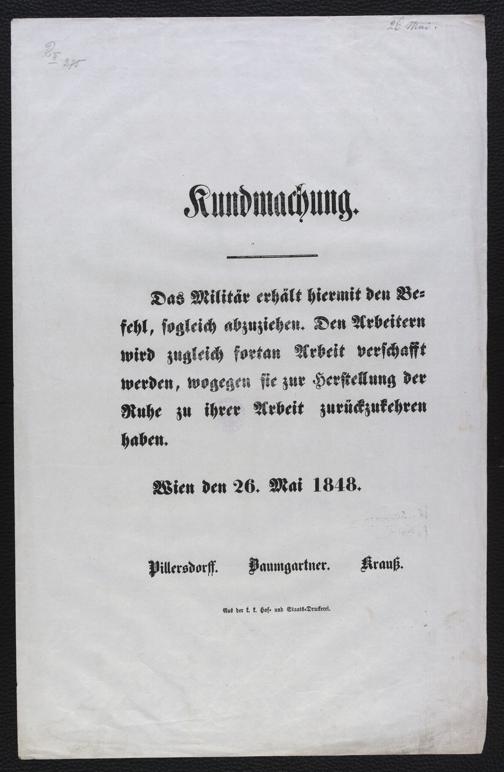 26 Mai.
275
Kundmachung.
Das Militär erhält hiermit den Be-
fehl, sogleich abzuziehen. Den Arbeitern
wird zugleich fortan Arbeit verschafft
werden, wogegen sie zur Herstellung der
Ruhe zu ihrer Arbeit zurückzukehren
haben.
Wien den 26. Mai 1848.
Pillersdorff. Baumgartner. Krauß.
Aus der k. k. Hof- und Staats-Druckerei.